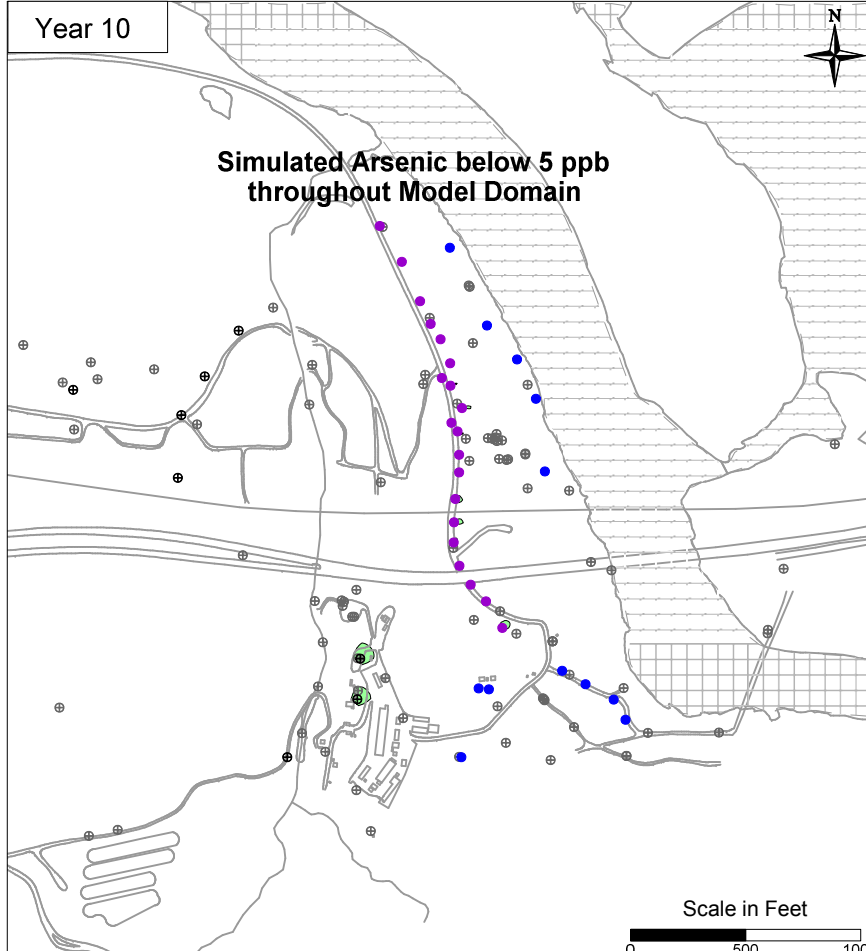 Year 10
N
Simulated Arsenic below 5 ppb
throughout Model Domain
Scale in Feet
0 500